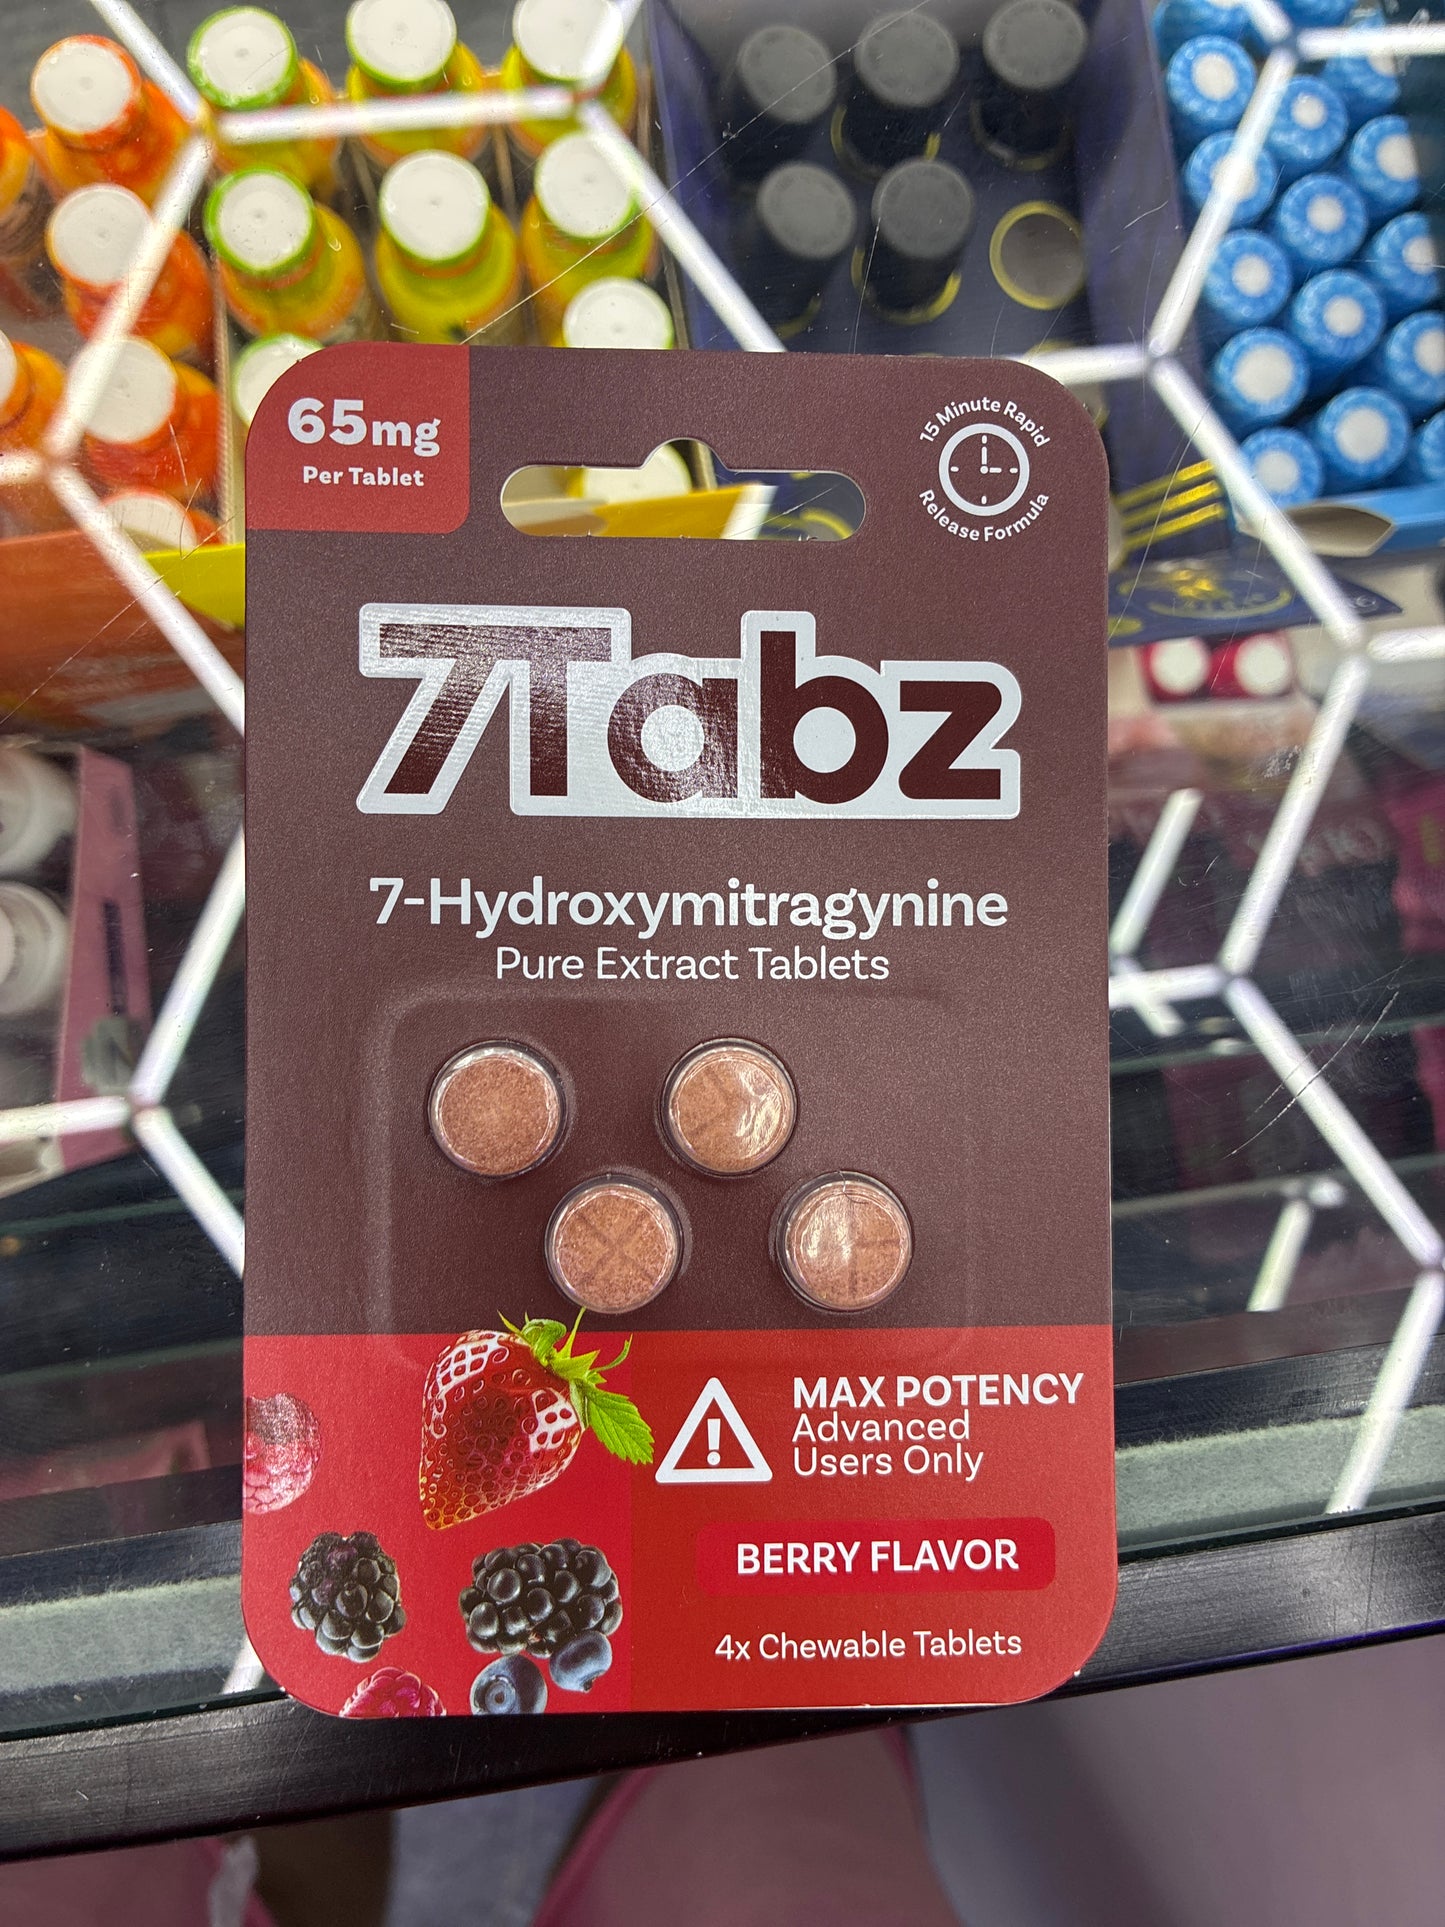 65mg
Per Tablet
15 Minute Rapid
Release Formula
7Tabz
7-Hydroxymitragynine
Pure Extract Tablets
MAX POTENCY
Advanced
Users Only
BERRY FLAVOR
4x Chewable Tablets